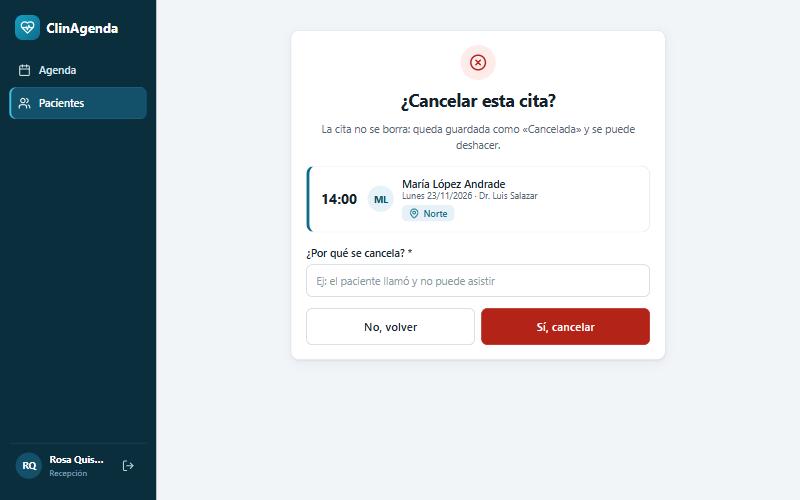 ClinAgenda
Agenda
Pacientes
¿Cancelar esta cita?
La cita no se borra: queda guardada como «Cancelada» y se puede
deshacer.
14:00
ML
María López Andrade
Lunes 23/11/2026 · Dr. Luis Salazar
Norte
¿Por qué se cancela? *
Ej: el paciente llamó y no puede asistir
No, volver
Sí, cancelar
RQ
Rosa Quis...
Recepción